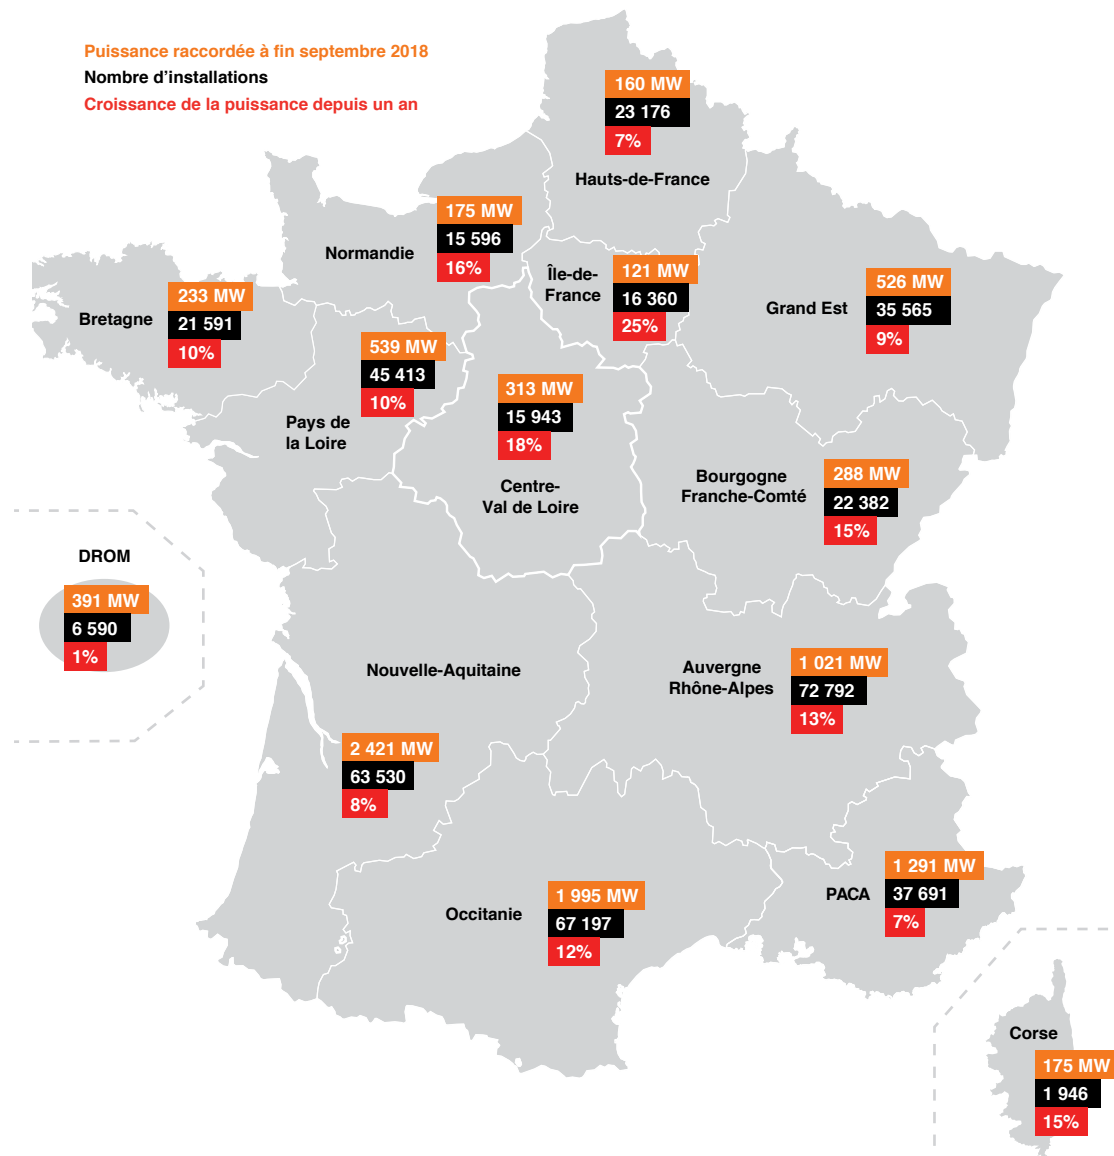 Puissance raccordée à fin septembre 2018
Nombre d'installations
Croissance de la puissance depuis un an
160 MW
23 176
7%
Hauts-de-France
175 MW
15 596
16%
Normandie
121 MW
16 360
25%
Île-de-
France
526 MW
35 565
9%
Grand Est
233 MW
21 591
10%
Bretagne
539 MW
45 413
10%
Pays de
la Loire
313 MW
15 943
18%
Centre-
Val de Loire
Bourgogne
Franche-Comté
288 MW
22 382
15%
DROM
391 MW
6 590
1%
Nouvelle-Aquitaine
2 421 MW
63 530
8%
Auvergne
Rhône-Alpes
1 021 MW
72 792
13%
Occitanie
1 995 MW
67 197
12%
PACA
1 291 MW
37 691
7%
Corse
175 MW
1 946
15%